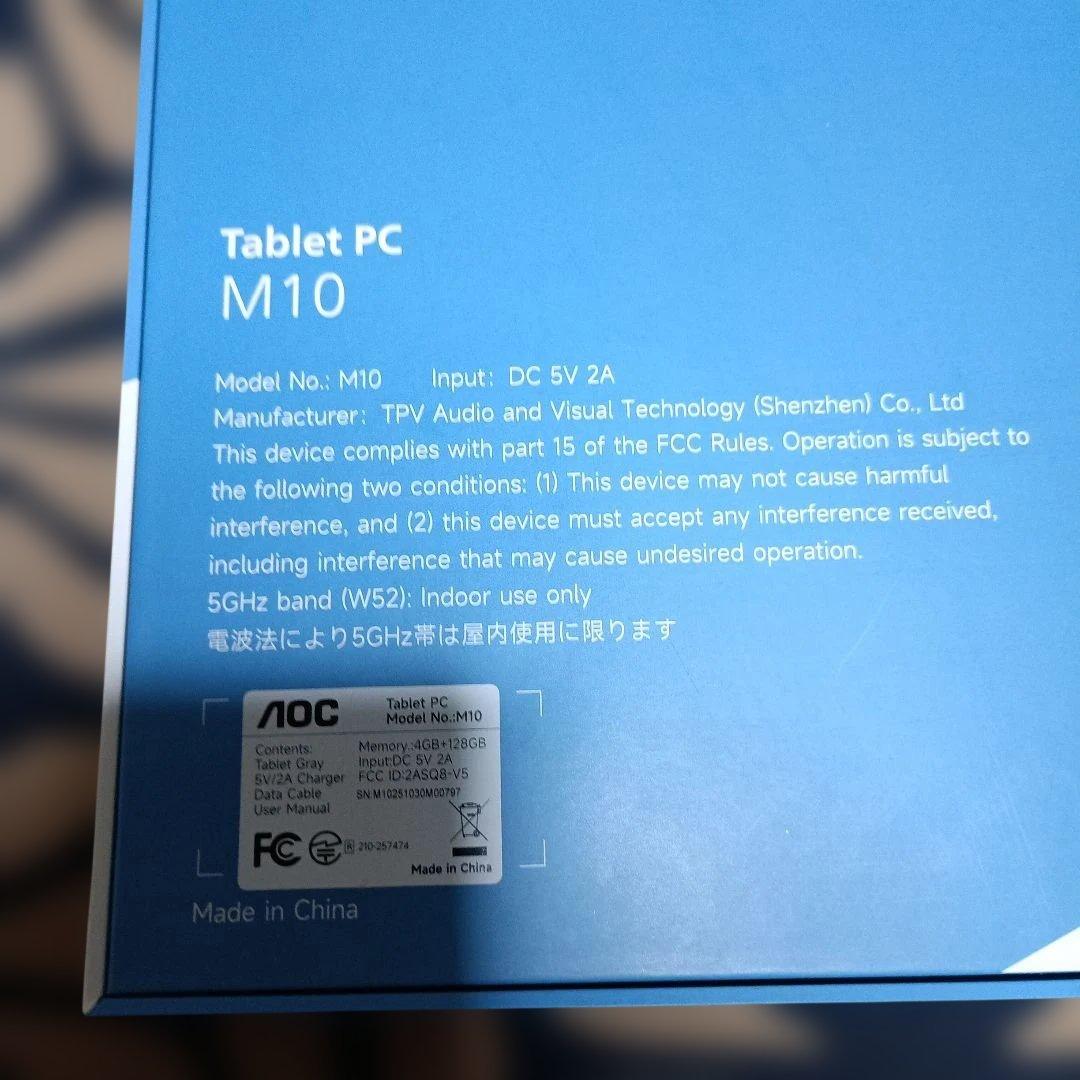 Tablet PC
M10
Model No.: M10 Input: DC 5V 2A
Manufacturer: TPV Audio and Visual Technology (Shenzhen) Co., Ltd
This device complies with part 15 of the FCC Rules. Operation is subject to
the following two conditions: (1) This device may not cause harmful
interference, and (2) this device must accept any interference received,
including interference that may cause undesired operation.
5GHz band (W52): Indoor use only
電波法により5GHz帯は屋内使用に限ります
AOC
Tablet PC
Model No.:M10
Contents:
Tablet Gray
5V/2A Charger
Data Cable
User Manual
Memory.:4GB+128GB
Input:DC 5V 2A
FCC ID:2ASQ8-V5
SN:M10251030M00797
FC
R 210-257474
Made in China
Made in China